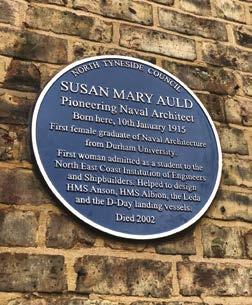 NORTH TYNESIDE COUNCIL
SUSAN MARY AULD
Pioneering Naval Architect
Born here, 10th January 1915
First female graduate of Naval Architecture
from Durham University.
First woman admitted as a student to the
North East Coast Institution of Engineers
and Shipbuilders. Helped to design
HMS Anson, HMS Albion, the Leda
and the D-Day landing vessels.
Died 2002